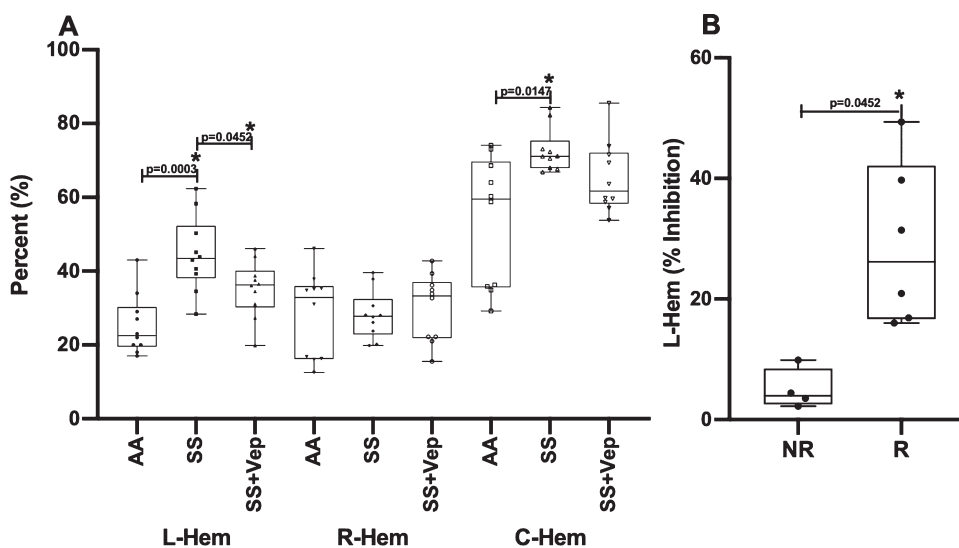 A
Percent (%)
100
80
60
40
20
0
p=0.0003
*
p=0.0452
*
p=0.0147
*
AA
SS
SS+Vep
AA
SS
SS+Vep
AA
SS
SS+Vep
L-Hem
R-Hem
C-Hem
B
L-Hem (% Inhibition)
60
40
20
0
p=0.0452
*
NR
R